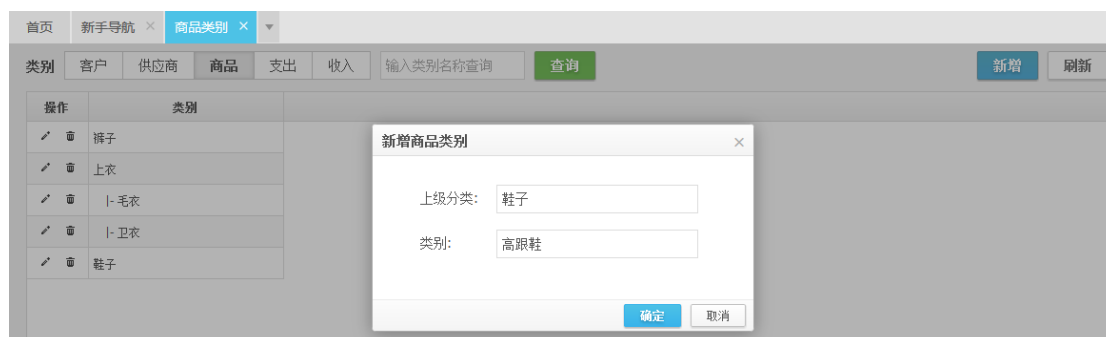 首页 新手导航 × 商品类别 ×
类别 客户 供应商 商品 支出 收入 输入类别名称查询 查询 新增 刷新
操作 类别
裤子
上衣
|- 毛衣
|- 卫衣
鞋子
新增商品类别 ×
上级分类: 鞋子
类别: 高跟鞋
确定 取消